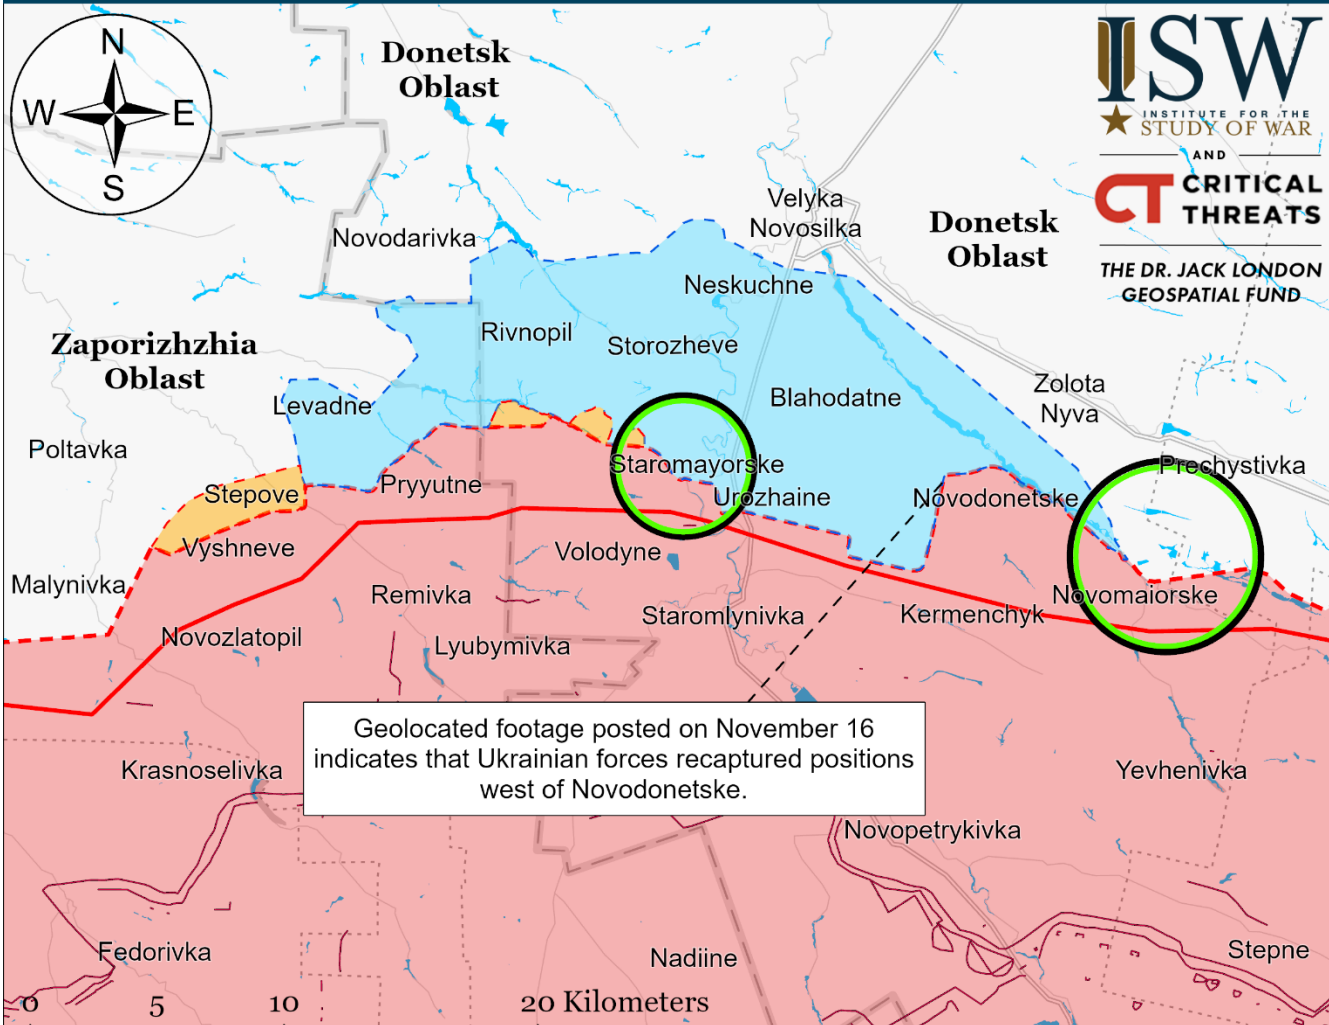 N
W
E
S
Donetsk
Oblast
ISW
INSTITUTE FOR THE
STUDY OF WAR
AND
CT CRITICAL
THREATS
THE DR. JACK LONDON
GEOSPATIAL FUND
Velyka
Novosilka
Donetsk
Oblast
Novodarivka
Neskuchne
Rivnopil
Storozheve
Zaporizhzhia
Oblast
Zolota
Nyva
Blahodatne
Levadne
Poltavka
Staromayorske
Prechystivka
Pryyutne
Stepove
Urozhaine
Novodonetske
Vyshneve
Volodyne
Malynivka
Remivka
Novomaiorske
Staromlynivka
Kermenchyk
Novozlatopil
Lyubymivka
Geolocated footage posted on November 16
indicates that Ukrainian forces recaptured positions
west of Novodonetske.
Krasnoselivka
Yevhenivka
Novopetrykivka
Fedorivka
Nadiine
Stepne
0 5 10 20 Kilometers